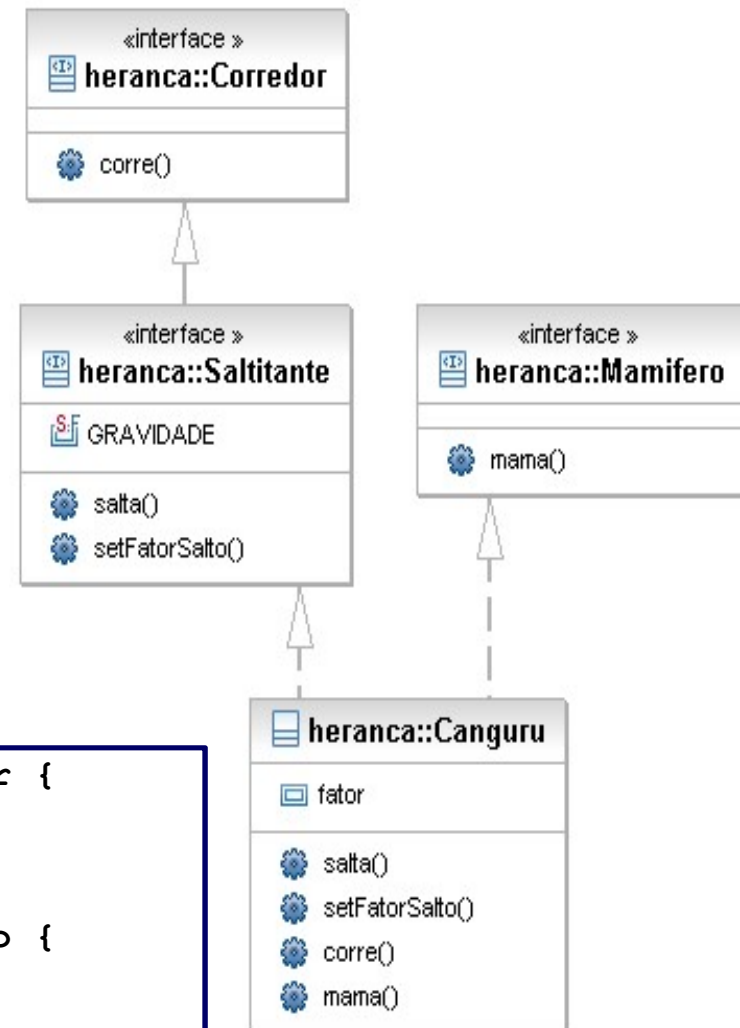 «interface »
heranca::Corredor
corre()
«interface »
heranca::Saltitante
GRAVIDADE
salta()
setFatorSalto()
«interface »
heranca::Mamifero
mama()
heranca::Canguru
fator
salta()
setFatorSalto()
corre()
mama()
{
{